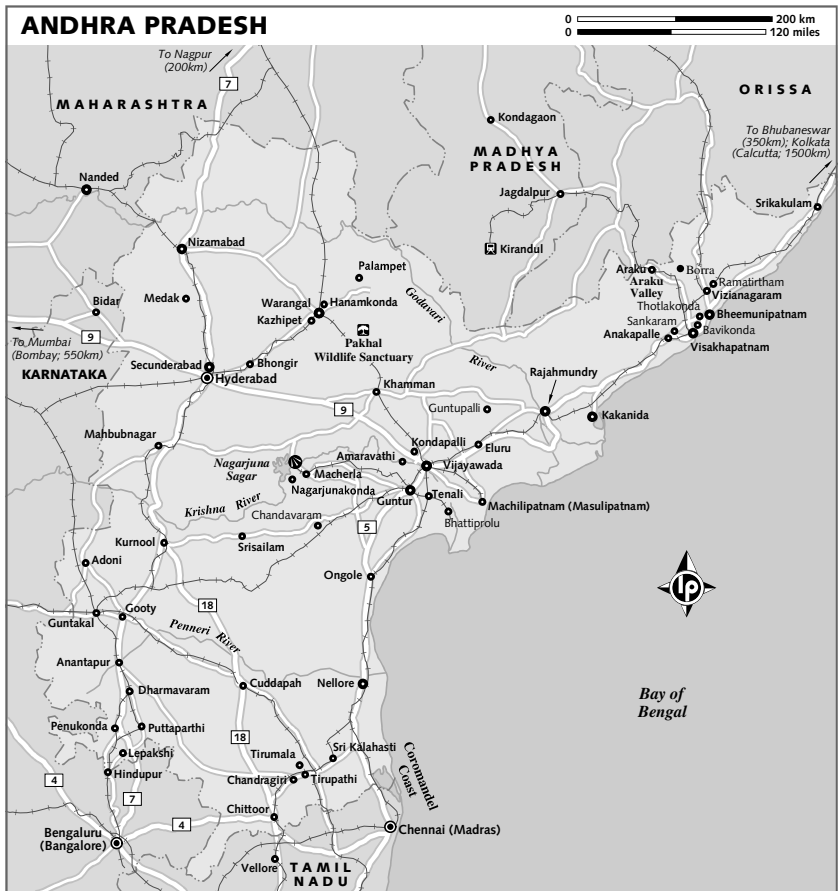 ANDHRA PRADESH
0 200 km
0 120 miles
To Nagpur
(200km)
7
MAHARASHTRA
ORISSA
Kondagaon
To Bhubaneswar
(350km); Kolkata
(Calcutta; 1500km)
MADHYA
PRADESH
Nanded
Jagdalpur
Srikakulam
Nizamabad
Kirandul
Palampet
Araku
Borra
Araku
Valley
Ramatirtham
Vizianagaram
Medak
Warangal
Hanamkonda
Godavari
Thotlakonda
Bidar
Kazhipet
Bheemunipatnam
Sankaram
Bavikonda
9
Pakhal
Wildlife Sanctuary
Anakapalle
Visakhapatnam
To Mumbai
(Bombay; 550km)
KARNATAKA
Secunderabad
Bhongir
River
Hyderabad
Khamman
Rajahmundry
9
Guntupalli
Kakanida
Mahbubnagar
Kondapalli
Eluru
Nagarjuna
Sagar
Amaravathi
Vijayawada
Macherla
Nagarjunakonda
Krishna River
Guntur
Tenali
Machilipatnam (Masulipatnam)
Chandavaram
Bhattiprolu
5
Kurnool
Srisailam
Adoni
Ongole
lp
18
Gooty
Guntakal
Penneri River
Anantapur
Cuddapah
Nellore
Dharmavaram
Bay of
Bengal
Penukonda
Puttaparthi
18
Sri Kalahasti
Coromandel
Coast
Lepakshi
Tirumala
Hindupur
Chandragiri
Tirupathi
4
7
Chittoor
4
Bengaluru
(Bangalore)
Chennai (Madras)
Vellore
TAMIL
NADU